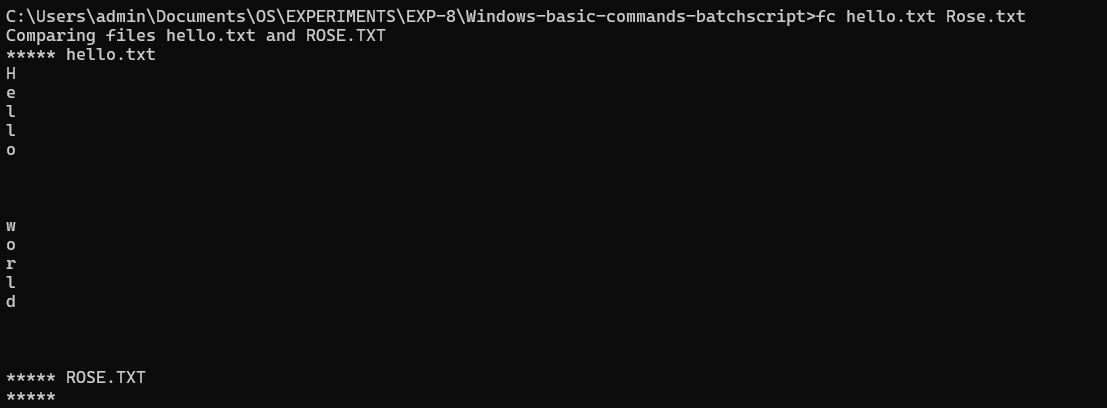 C:\Users\admin\Documents\OS\EXPERIMENTS\EXP-8\Windows-basic-commands-batchscript>fc hello.txt Rose.txt
Comparing files hello.txt and ROSE.TXT
***** hello.txt
H
e
l
l
o
w
o
r
l
d
***** ROSE.TXT
*****